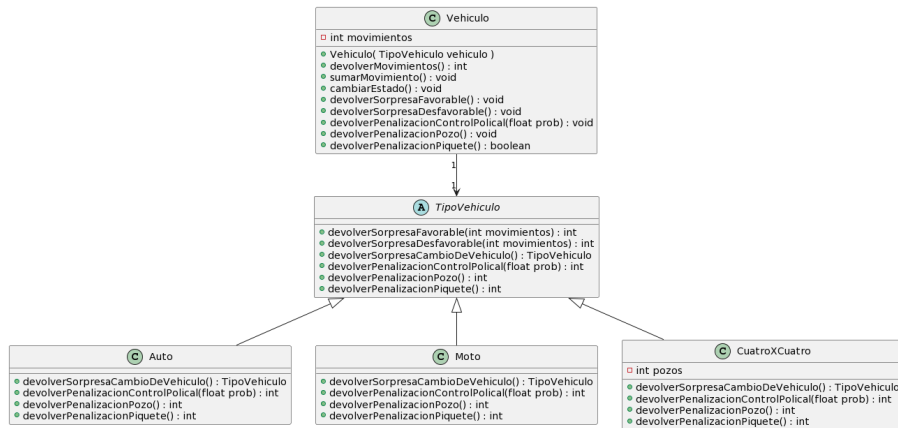 C Vehiculo
int movimientos
Vehiculo( TipoVehiculo vehiculo )
devolverMovimientos() : int
sumarMovimiento() : void
cambiarEstado() : void
devolverSorpresaFavorable() : void
devolverSorpresaDesfavorable() : void
devolverPenalizacionControlPolical(float prob) : void
devolverPenalizacionPozo() : void
devolverPenalizacionPiquete() : boolean
1
1
A TipoVehiculo
devolverSorpresaFavorable(int movimientos) : int
devolverSorpresaDesfavorable(int movimientos) : int
devolverSorpresaCambioDeVehiculo() : TipoVehiculo
devolverPenalizacionControlPolical(float prob) : int
devolverPenalizacionPozo() : int
devolverPenalizacionPiquete() : int
C Auto
devolverSorpresaCambioDeVehiculo() : TipoVehiculo
devolverPenalizacionControlPolical(float prob) : int
devolverPenalizacionPozo() : int
devolverPenalizacionPiquete() : int
C Moto
devolverSorpresaCambioDeVehiculo() : TipoVehiculo
devolverPenalizacionControlPolical(float prob) : int
devolverPenalizacionPozo() : int
devolverPenalizacionPiquete() : int
C CuatroXCuatro
int pozos
devolverSorpresaCambioDeVehiculo() : TipoVehiculo
devolverPenalizacionControlPolical(float prob) : int
devolverPenalizacionPozo() : int
devolverPenalizacionPiquete() : int